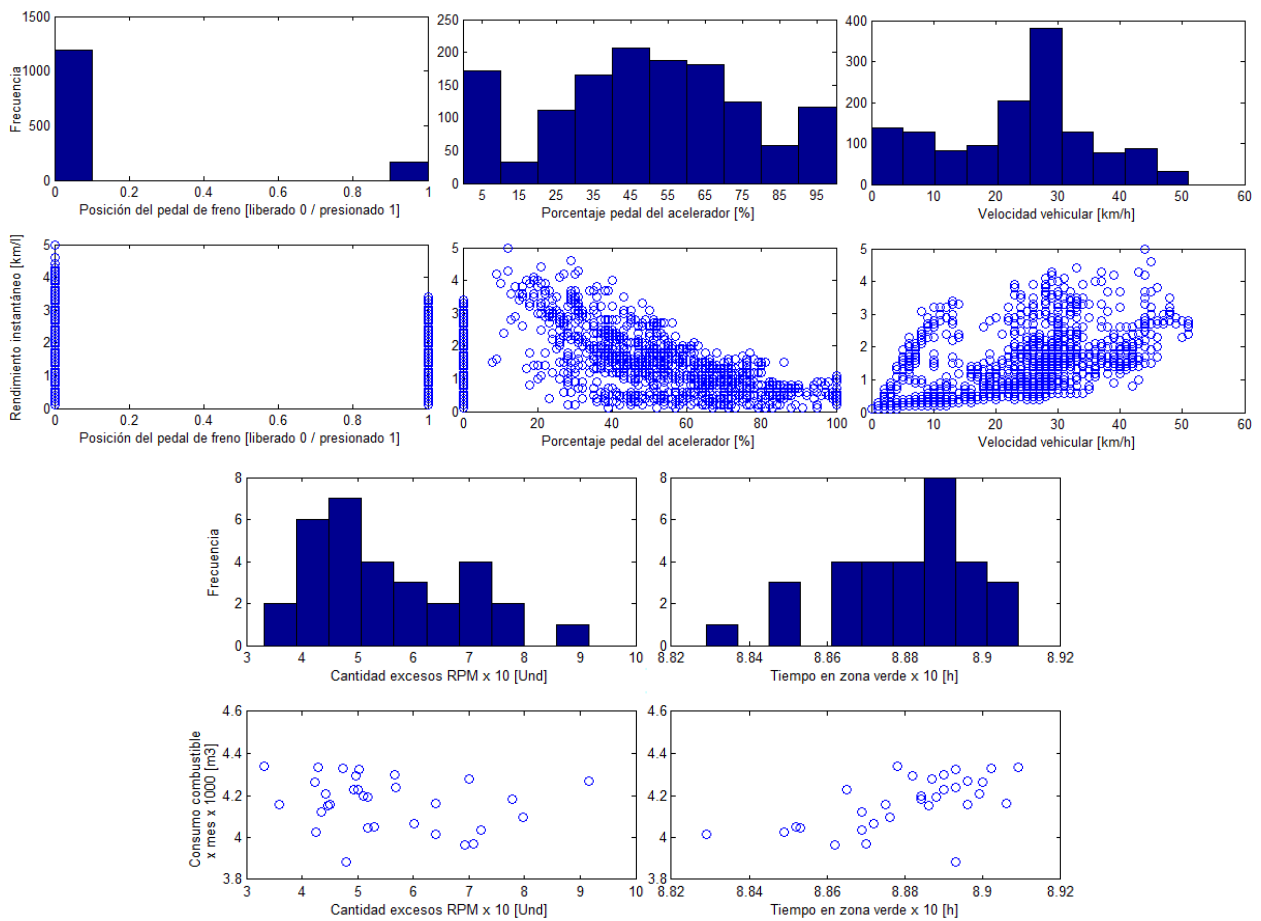 1500
1000
500
0
Frecuencia
0 0.2 0.4 0.6 0.8 1
Posición del pedal de freno [liberado 0 / presionado 1]
250
200
150
100
50
0
5 15 25 35 45 55 65 75 85 95
Porcentaje pedal del acelerador [%]
400
300
200
100
0
0 10 20 30 40 50 60
Velocidad vehicular [km/h]
Rendimiento instantáneo [km/l]
5
4
3
2
1
0
0 0.2 0.4 0.6 0.8 1
Posición del pedal de freno [liberado 0 / presionado 1]
5
4
3
2
1
0
20 40 60 80 100
Porcentaje pedal del acelerador [%]
5
4
3
2
1
0
0 10 20 30 40 50 60
Velocidad vehicular [km/h]
Frecuencia
8
6
4
2
0
3 4 5 6 7 8 9 10
Cantidad excesos RPM x 10 [Und]
8
6
4
2
0
8.82 8.84 8.86 8.88 8.9 8.92
Tiempo en zona verde x 10 [h]
Consumo combustible
x mes x 1000 [m3]
4.6
4.4
4.2
4
3.8
3 4 5 6 7 8 9 10
Cantidad excesos RPM x 10 [Und]
4.6
4.4
4.2
4
3.8
8.82 8.84 8.86 8.88 8.9 8.92
Tiempo en zona verde x 10 [h]